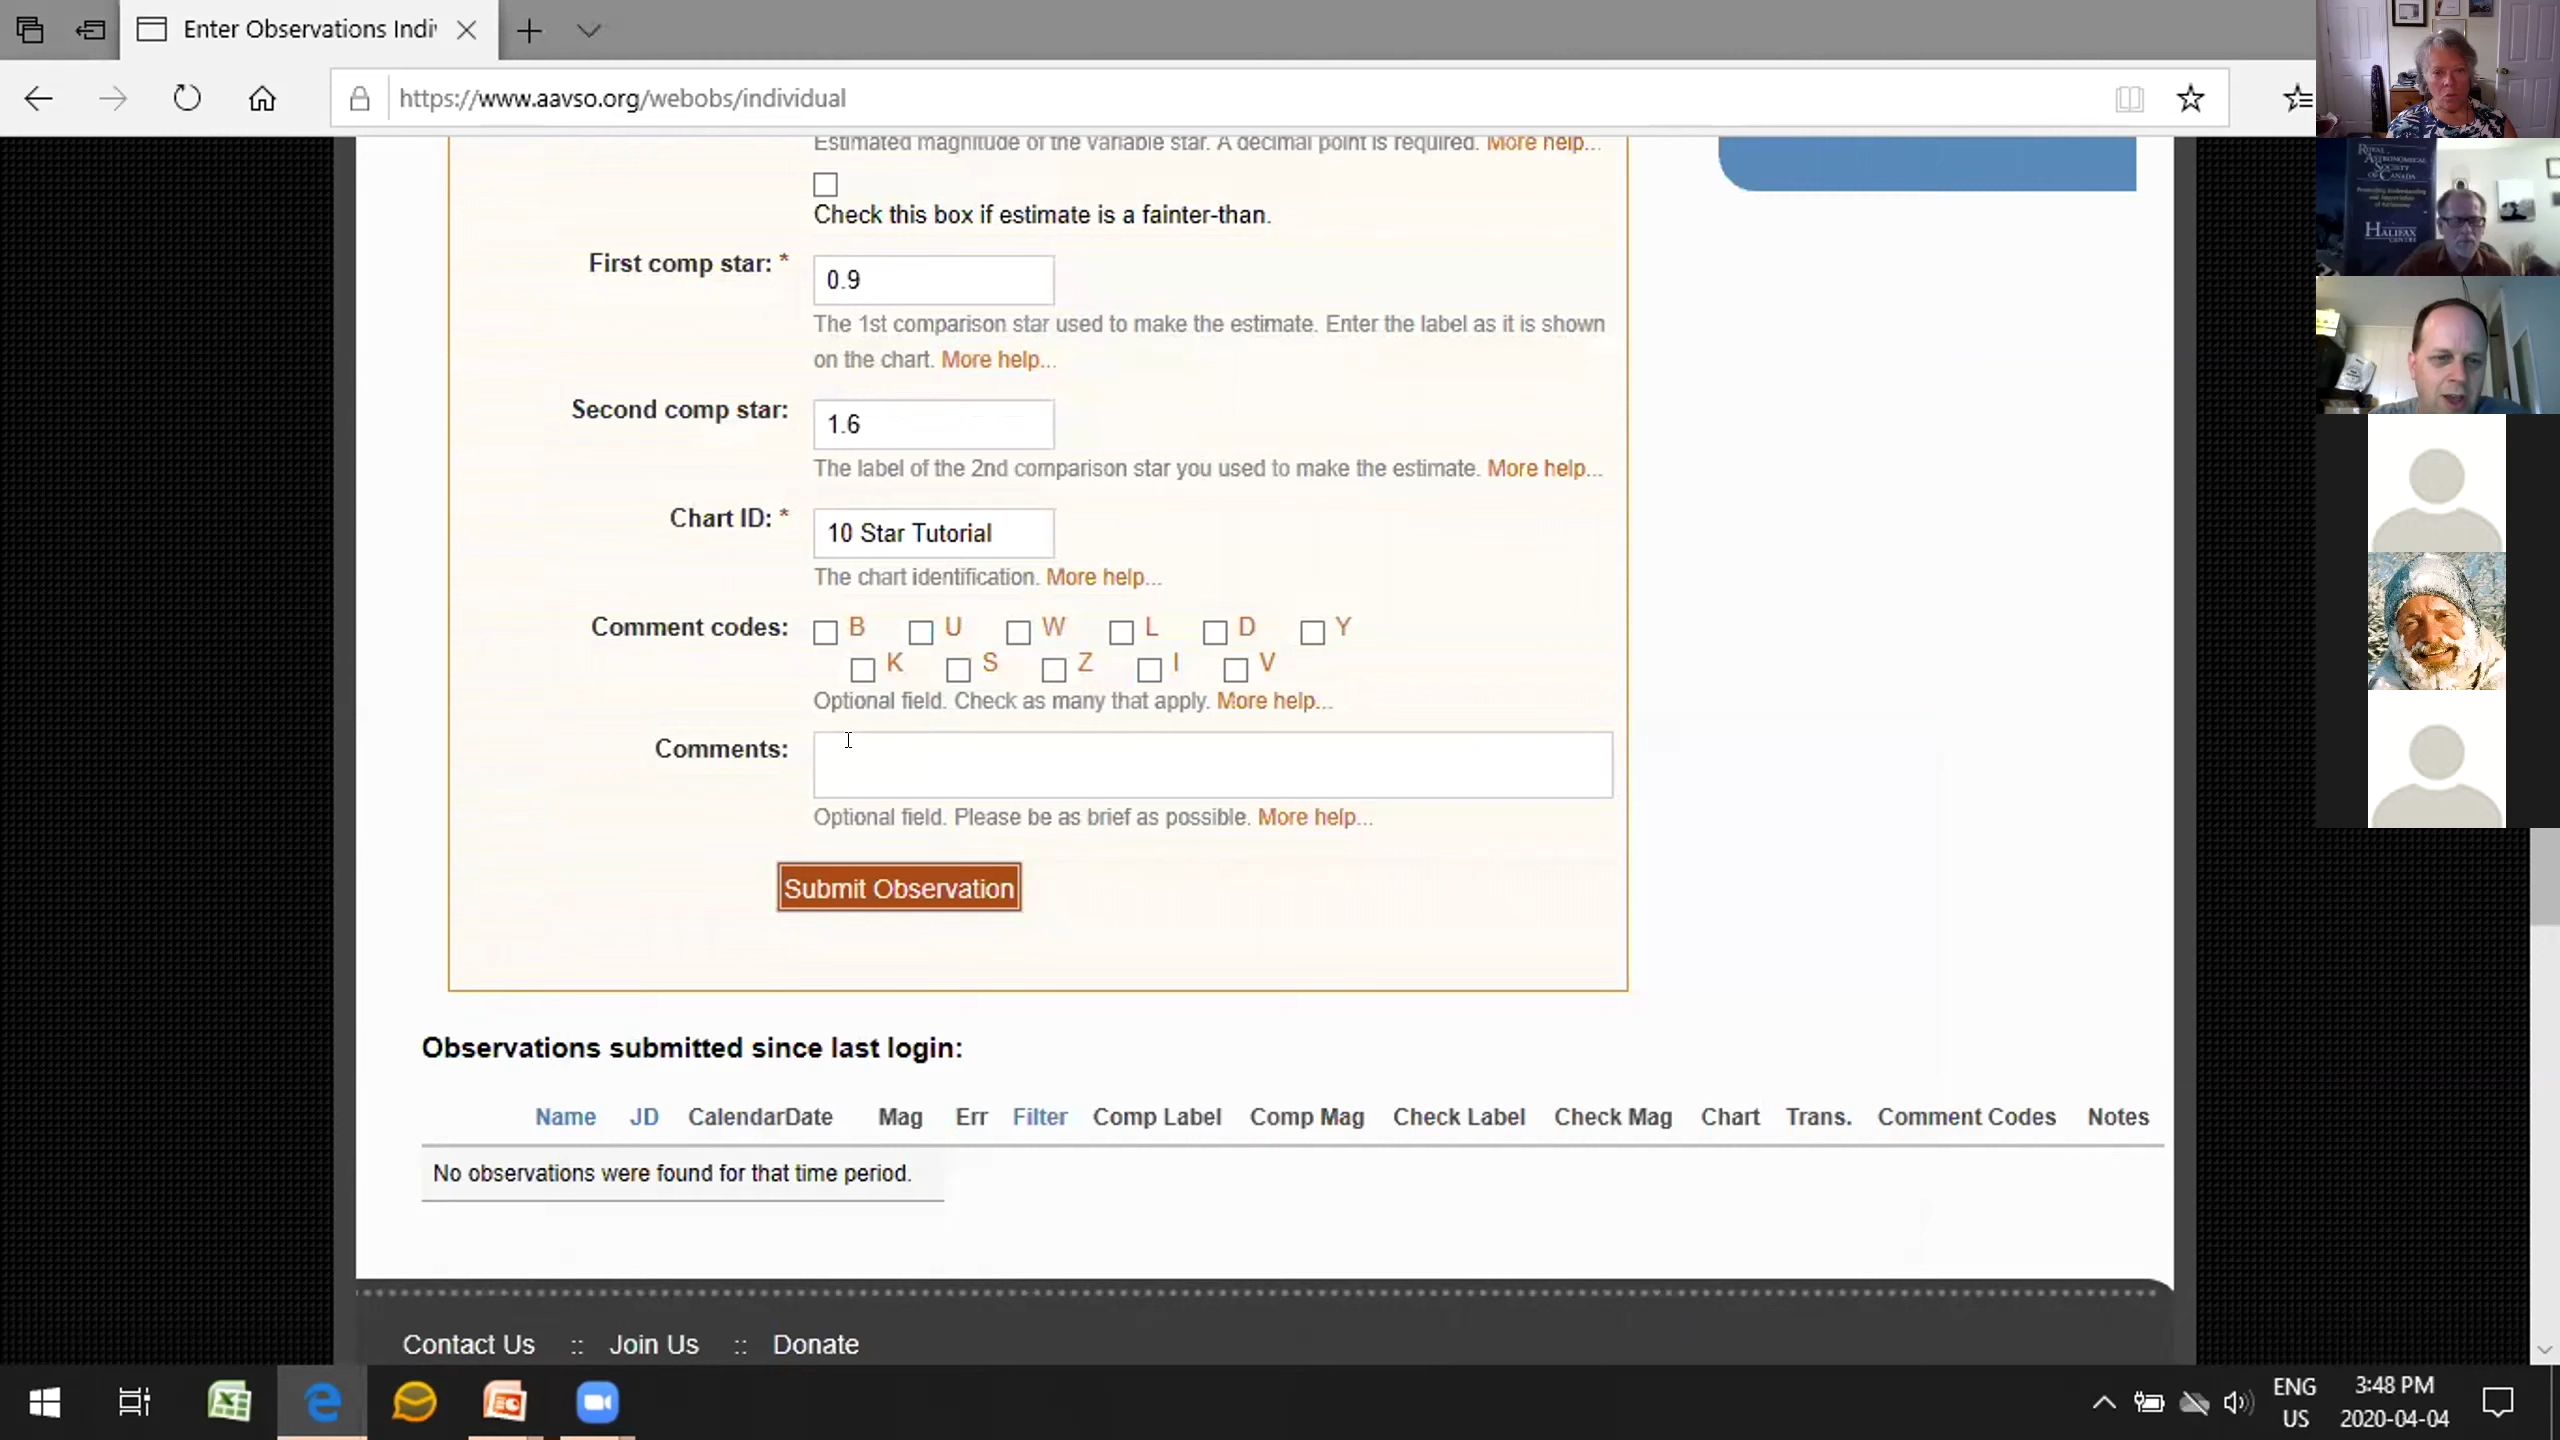 Enter Observations Indi
https://www.aavso.org/webobs/individual
Estimated magnitude of the variable star. A decimal point is required. More help...
Check this box if estimate is a fainter-than.
First comp star: *
0.9
The 1st comparison star used to make the estimate. Enter the label as it is shown
on the chart. More help...
Second comp star:
1.6
The label of the 2nd comparison star you used to make the estimate. More help...
Chart ID: *
10 Star Tutorial
The chart identification. More help...
Comment codes:
B U W L D Y
K S Z I V
Optional field. Check as many that apply. More help...
Comments:
Optional field. Please be as brief as possible. More help...
Submit Observation
Observations submitted since last login:
Name JD CalendarDate Mag Err Filter Comp Label Comp Mag Check Label Check Mag Chart Trans. Comment Codes Notes
No observations were found for that time period.
Contact Us :: Join Us :: Donate
ENG
US
3:48 PM
2020-04-04
ROYAL
ASTRONOMICAL
SOCIETY
OF CANADA
HALIFAX
CENTRE